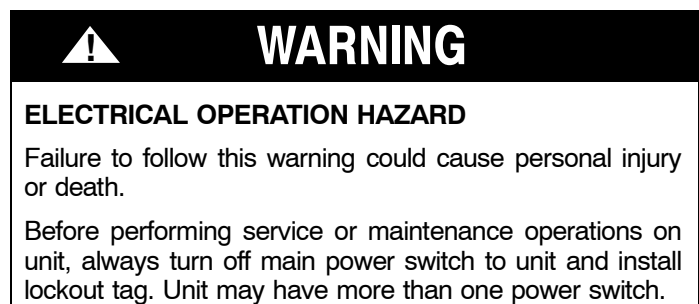 WARNING
ELECTRICAL OPERATION HAZARD
Failure to follow this warning could cause personal injury
or death.
Before performing service or maintenance operations on
unit, always turn off main power switch to unit and install
lockout tag. Unit may have more than one power switch.